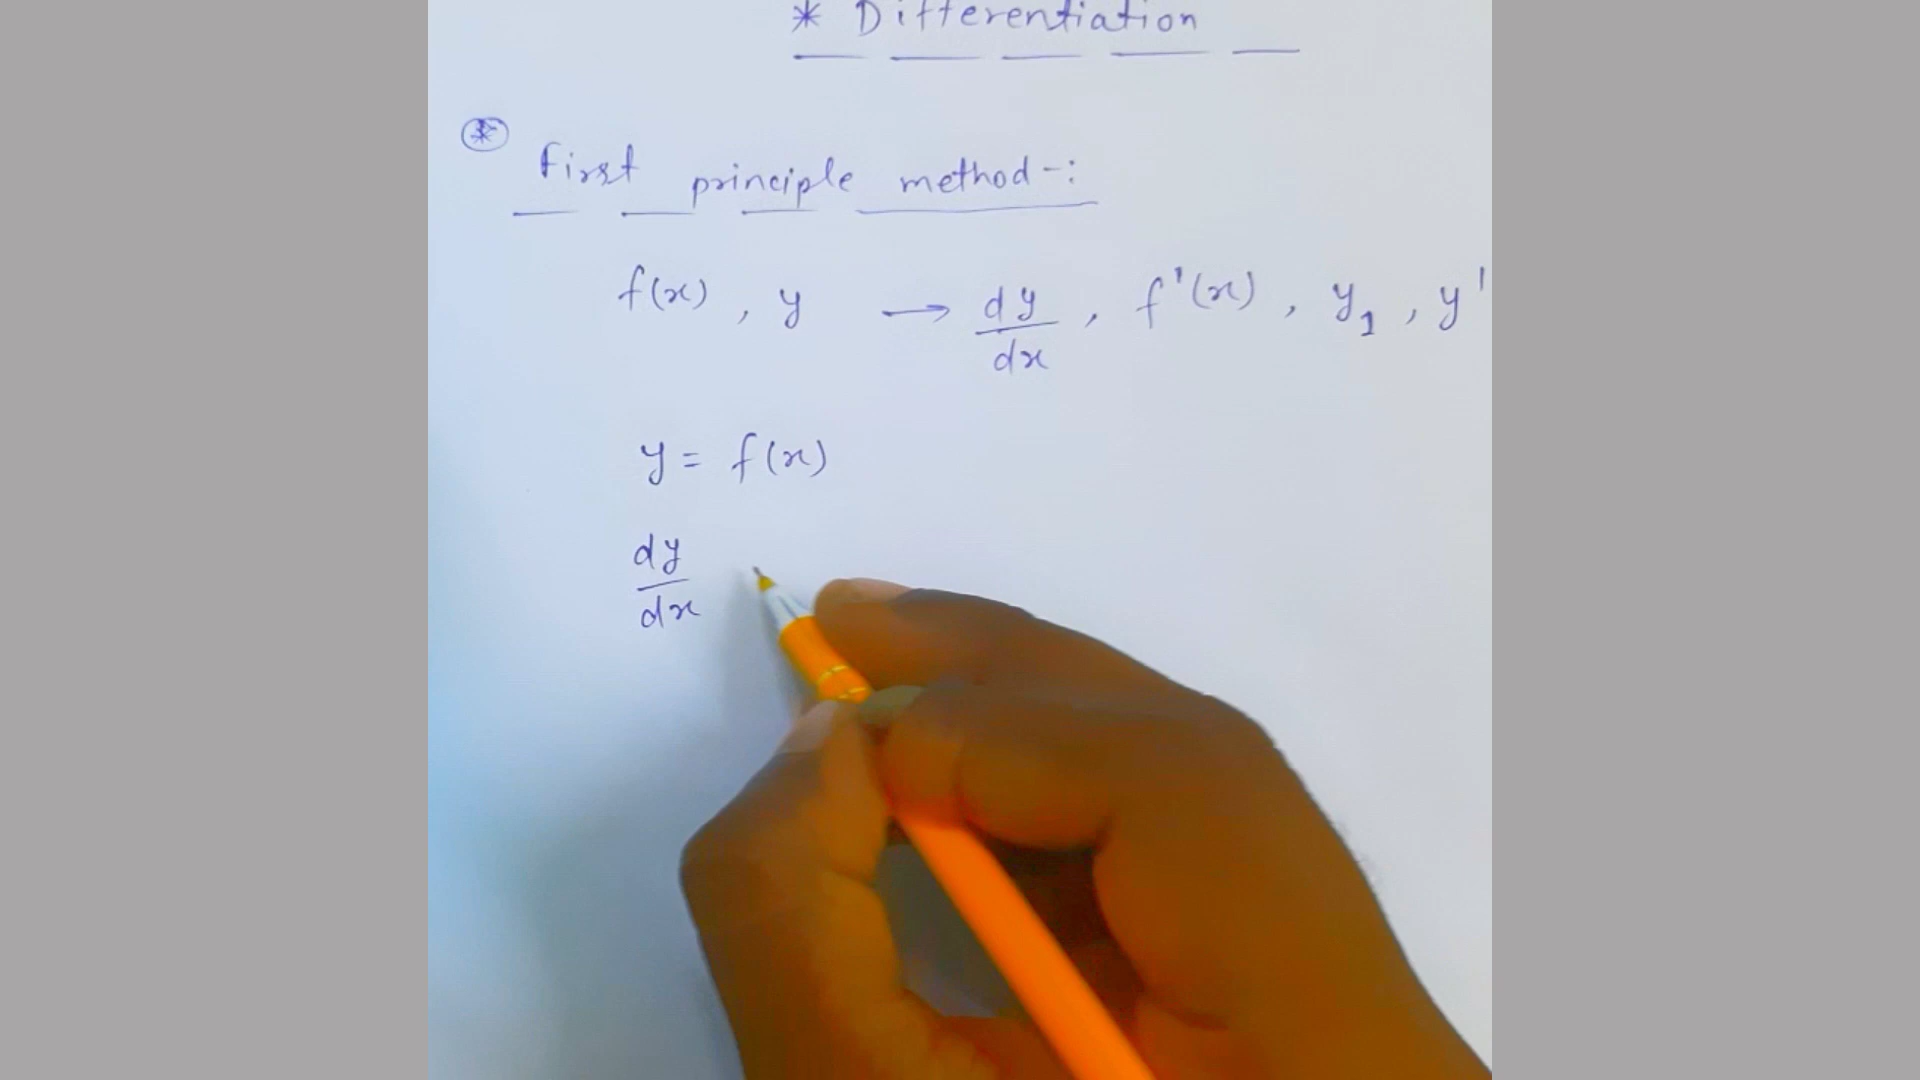 * Differentiation
* First principle method-:
f(x) , y → dy/dx , f'(x) , y₁ , y'
y = f(x)
dy/dx